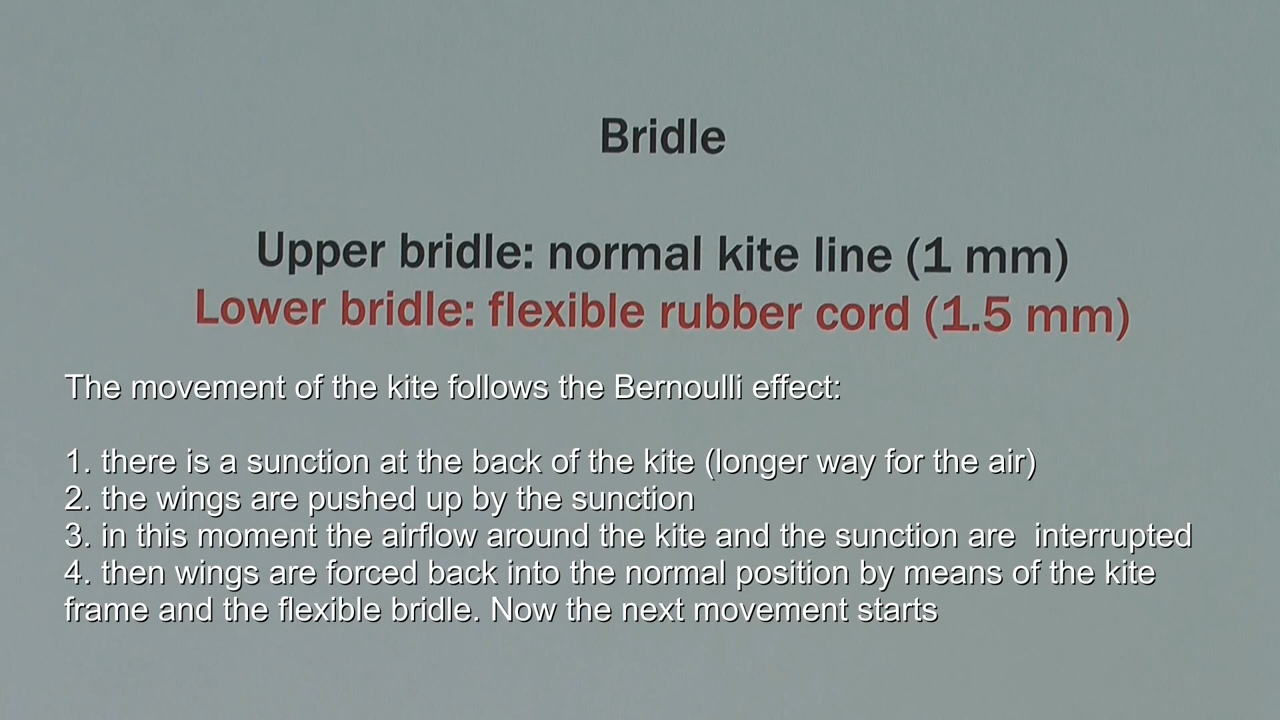 Bridle
Upper bridle: normal kite line (1 mm)
Lower bridle: flexible rubber cord (1.5 mm)
The movement of the kite follows the Bernoulli effect:
1. there is a sunction at the back of the kite (longer way for the air)
2. the wings are pushed up by the sunction
3. in this moment the airflow around the kite and the sunction are  interrupted
4. then wings are forced back into the normal position by means of the kite
frame and the flexible bridle. Now the next movement starts